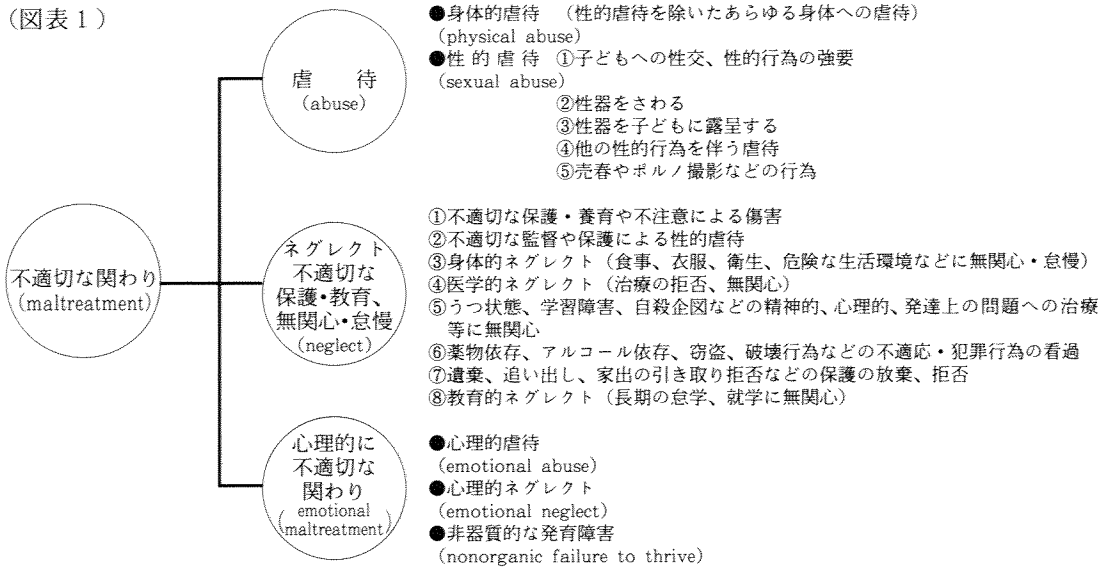 (図表1)
虐　待
(abuse)
●身体的虐待　(性的虐待を除いたあらゆる身体への虐待)
(physical abuse)
●性的虐待　①子どもへの性交、性的行為の強要
(sexual abuse)
②性器をさわる
③性器を子どもに露呈する
④他の性的行為を伴う虐待
⑤売春やポルノ撮影などの行為
不適切な関わり
(maltreatment)
ネグレクト
不適切な
保護・教育、
無関心・怠慢
(neglect)
①不適切な保護・養育や不注意による傷害
②不適切な監督や保護による性的虐待
③身体的ネグレクト(食事、衣服、衛生、危険な生活環境などに無関心・怠慢)
④医学的ネグレクト(治療の拒否、無関心)
⑤うつ状態、学習障害、自殺企図などの精神的、心理的、発達上の問題への治療
等に無関心
⑥薬物依存、アルコール依存、窃盗、破壊行為などの不適応・犯罪行為の看過
⑦遺棄、追い出し、家出の引き取り拒否などの保護の放棄、拒否
⑧教育的ネグレクト(長期の怠学、就学に無関心)
心理的に
不適切な
関わり
(emotional
maltreatment)
●心理的虐待
(emotional abuse)
●心理的ネグレクト
(emotional neglect)
●非器質的な発育障害
(nonorganic failure to thrive)